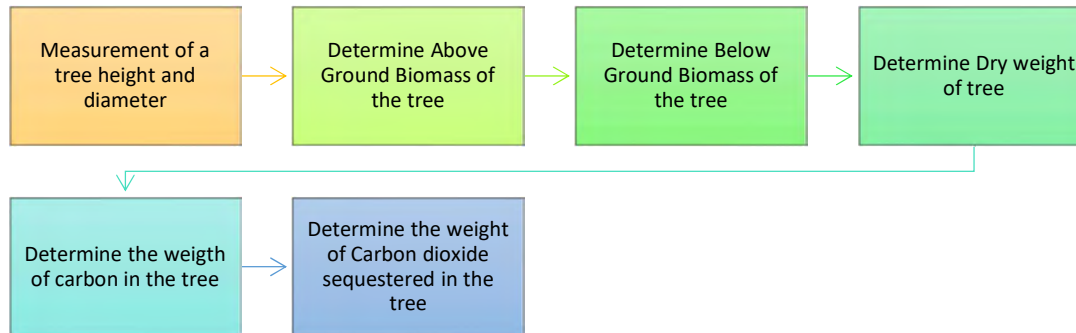 Measurement of a
tree height and
diameter
Determine Above
Ground Biomass of
the tree
Determine Below
Ground Biomass of
the tree
Determine Dry weight
of tree
Determine the weigth
of carbon in the tree
Determine the weight
of Carbon dioxide
sequestered in the
tree